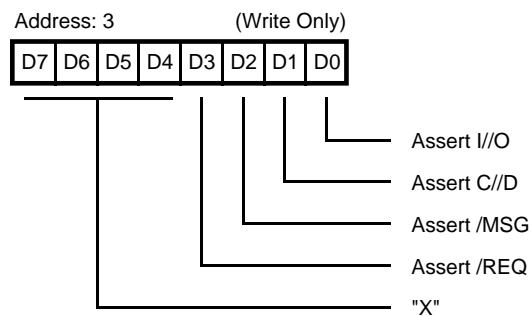 Address: 3 (Write Only)
D7 D6 D5 D4 D3 D2 D1 D0
Assert I//O
Assert C//D
Assert /MSG
Assert /REQ
"X"